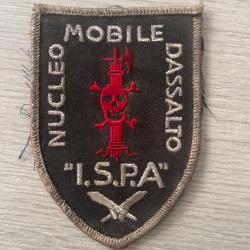 NUCLEO MOBILE DASSALTO
"I.S.P.A"